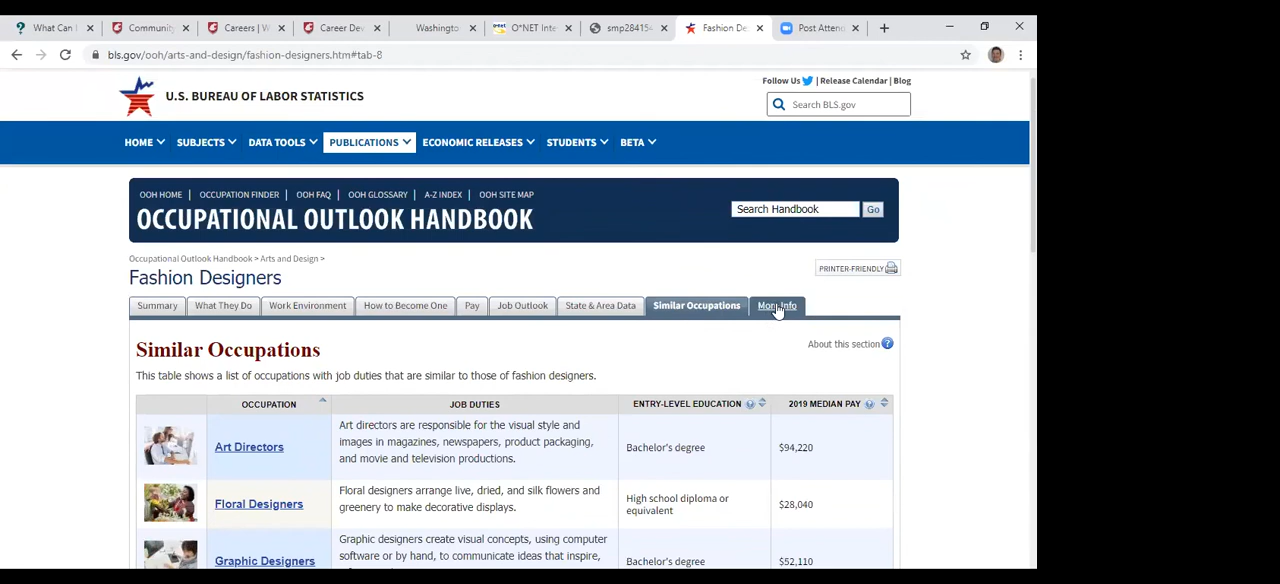 What Can I
Community
Careers | W
Career Dev
Washingto
O*NET Inte
smp28415
Fashion De
Post Attend
bls.gov/ooh/arts-and-design/fashion-designers.htm#tab-8
Follow Us | Release Calendar | Blog
U.S. BUREAU OF LABOR STATISTICS
Search BLS.gov
HOME SUBJECTS DATA TOOLS PUBLICATIONS ECONOMIC RELEASES STUDENTS BETA
OOH HOME | OCCUPATION FINDER | OOH FAQ | OOH GLOSSARY | A-Z INDEX | OOH SITE MAP
OCCUPATIONAL OUTLOOK HANDBOOK
Search Handbook Go
Occupational Outlook Handbook > Arts and Design >
Fashion Designers
PRINTER-FRIENDLY
Summary What They Do Work Environment How to Become One Pay Job Outlook State & Area Data Similar Occupations More Info
Similar Occupations
About this section
This table shows a list of occupations with job duties that are similar to those of fashion designers.
OCCUPATION JOB DUTIES ENTRY-LEVEL EDUCATION 2019 MEDIAN PAY
Art Directors
Art directors are responsible for the visual style and
images in magazines, newspapers, product packaging,
and movie and television productions.
Bachelor's degree
$94,220
Floral Designers
Floral designers arrange live, dried, and silk flowers and
greenery to make decorative displays.
High school diploma or
equivalent
$28,040
Graphic Designers
Graphic designers create visual concepts, using computer
software or by hand, to communicate ideas that inspire,
Bachelor's degree
$52,110